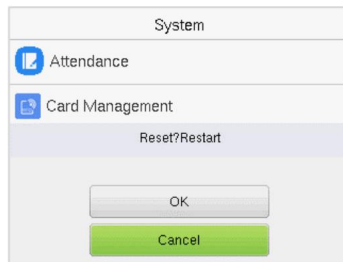 System
Attendance
Card Management
Reset?Restart
OK
Cancel